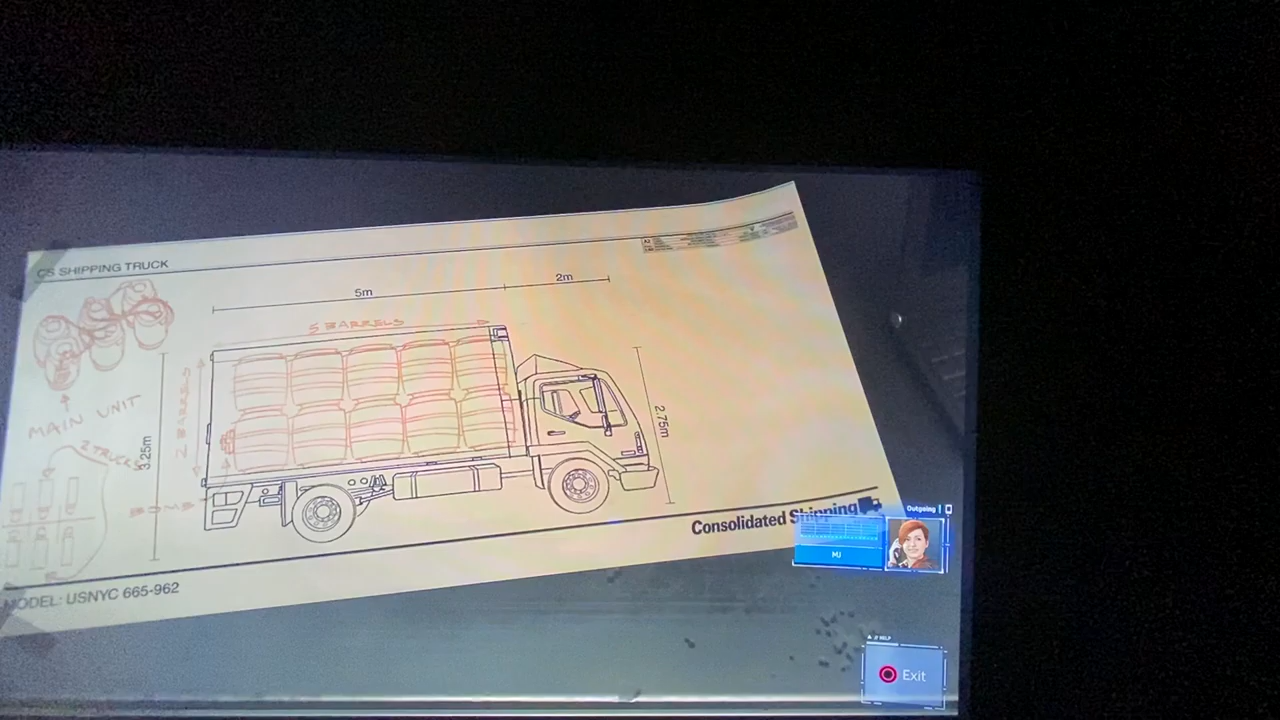 CS SHIPPING TRUCK
5m
2m
5 BARRELS
2 BARRELS
MAIN UNIT
2 TRUCKS
3.25m
2.75m
Consolidated Shipping
MODEL: USNYC 665-962
Outgoing
MJ
HELP
Exit